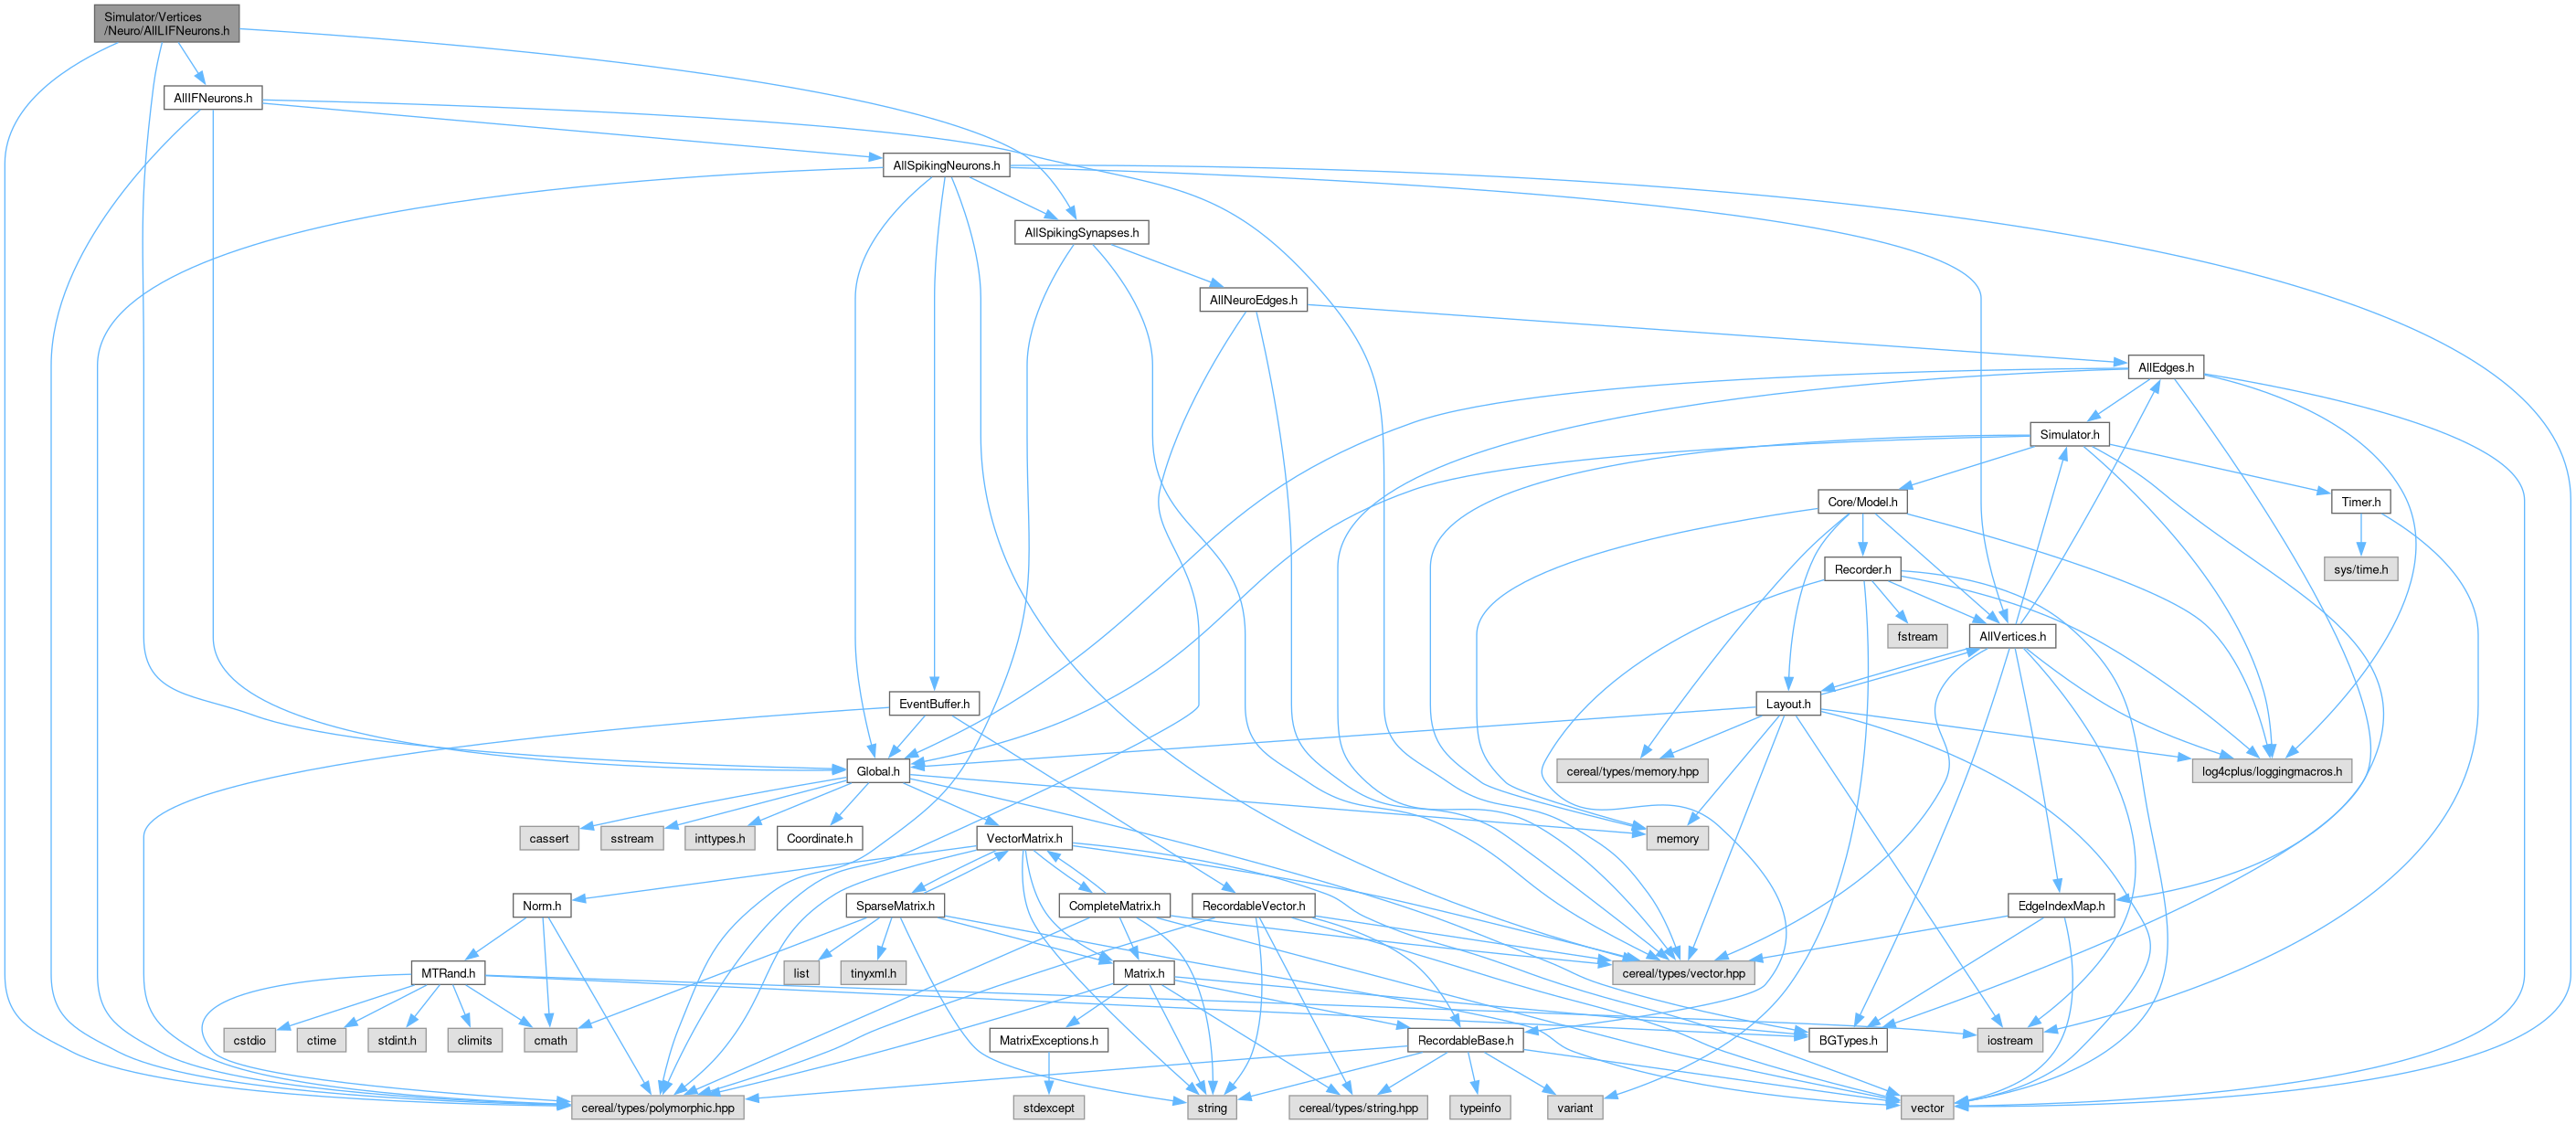 Simulator/Vertices
/Neuro/AllLIFNeurons.h
AllIFNeurons.h
AllSpikingNeurons.h
AllSpikingSynapses.h
AllNeuroEdges.h
AllEdges.h
Simulator.h
Core/Model.h
Timer.h
Recorder.h
sys/time.h
fstream
AllVertices.h
EventBuffer.h
Layout.h
Global.h
cereal/types/memory.hpp
log4cplus/loggingmacros.h
cassert
sstream
inttypes.h
Coordinate.h
VectorMatrix.h
memory
Norm.h
SparseMatrix.h
CompleteMatrix.h
RecordableVector.h
EdgeIndexMap.h
MTRand.h
list
tinyxml.h
Matrix.h
cereal/types/vector.hpp
cstdio
ctime
stdint.h
climits
cmath
MatrixExceptions.h
RecordableBase.h
BGTypes.h
iostream
cereal/types/polymorphic.hpp
stdexcept
string
cereal/types/string.hpp
typeinfo
variant
vector